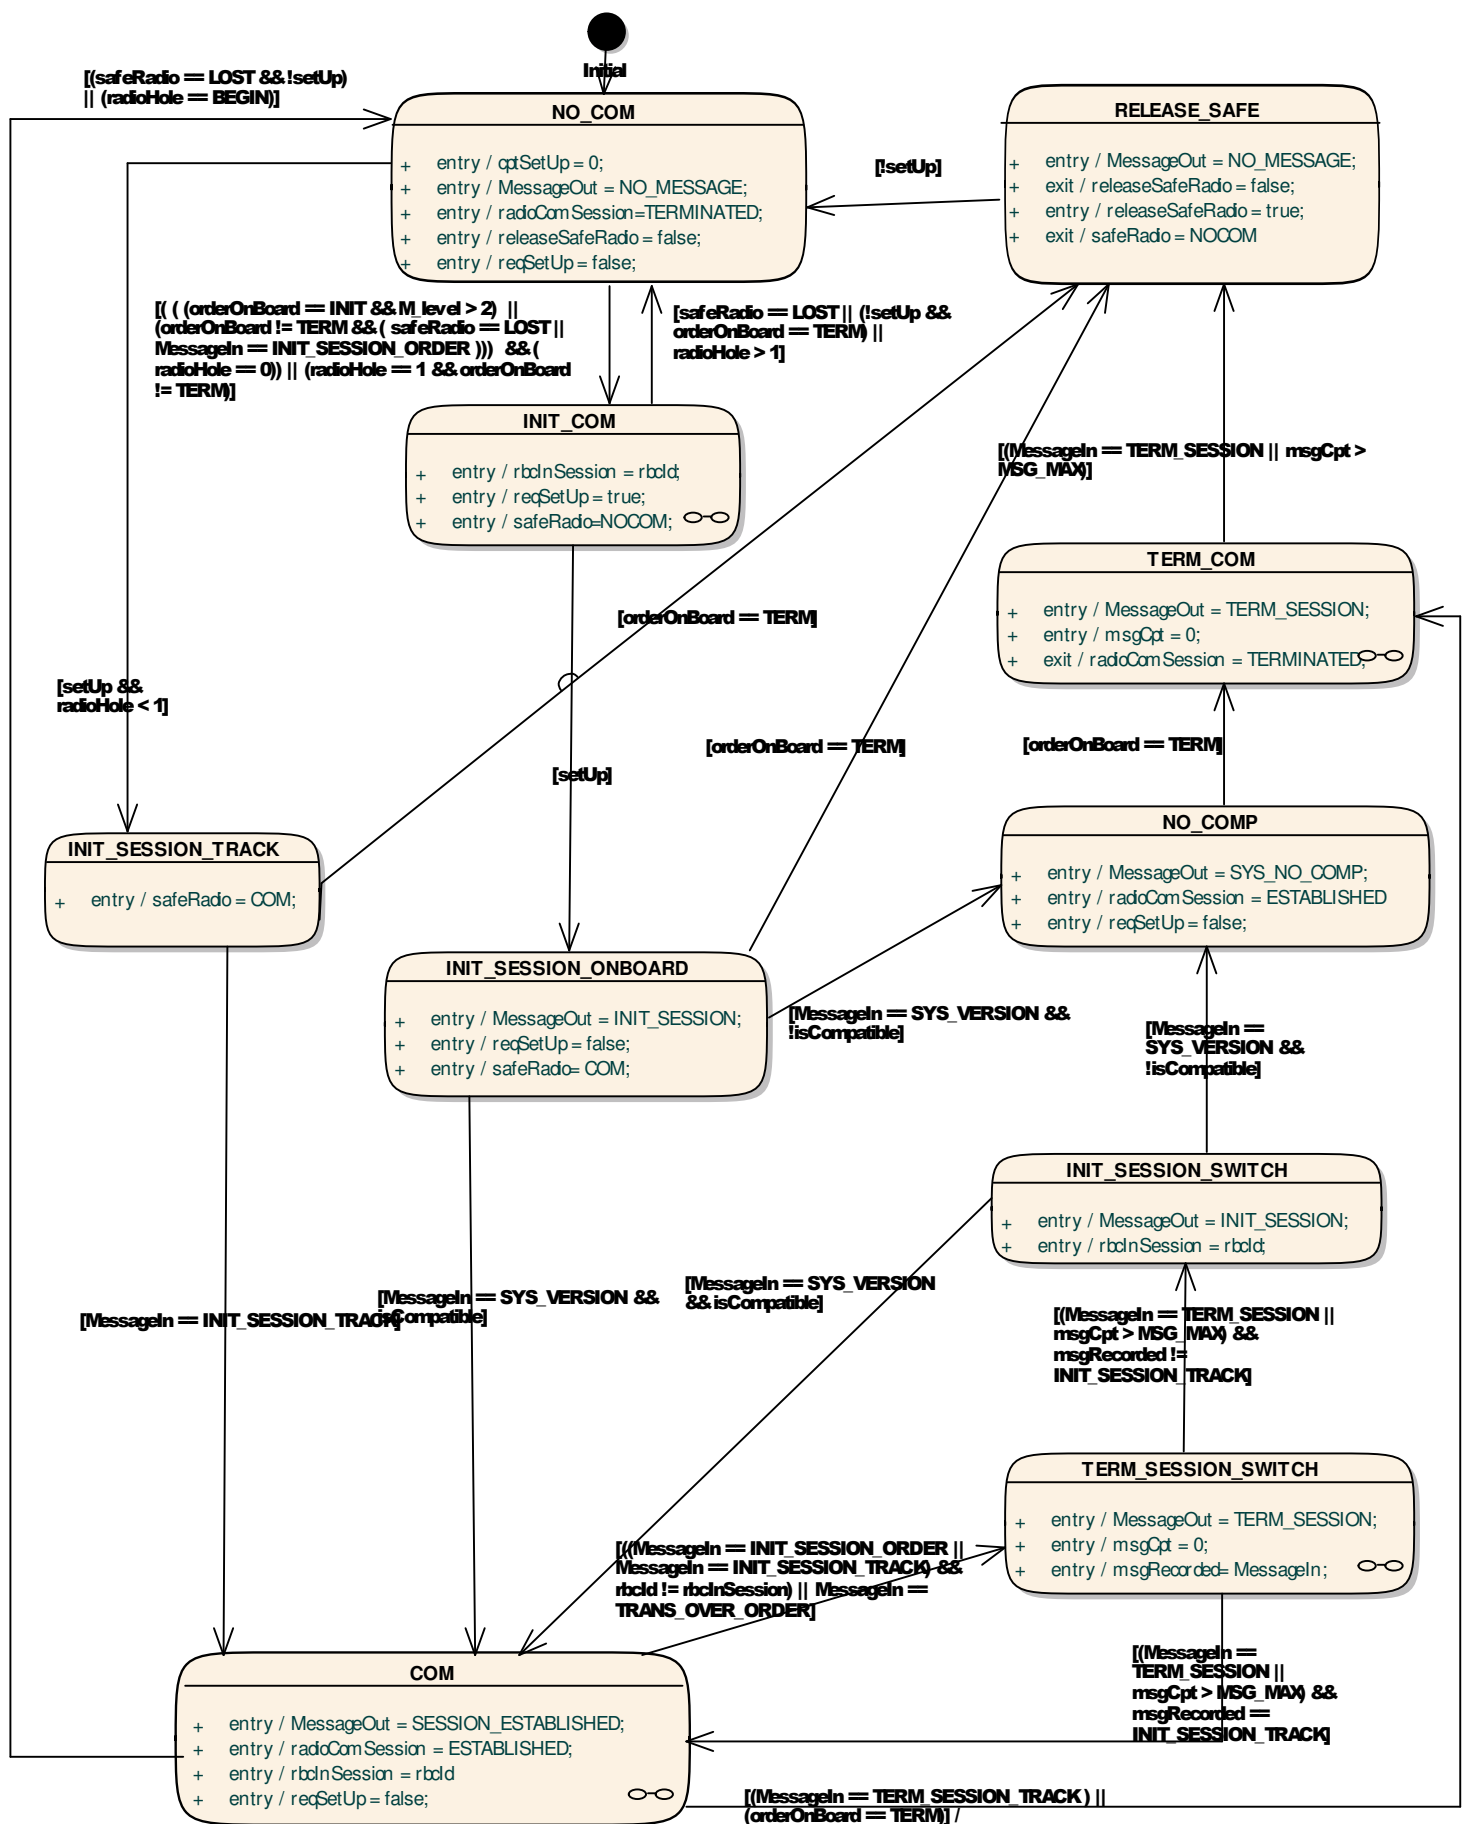 Initial
[(safeRadio == LOST && !setUp)
|| (radioHole == BEGIN)]
NO_COM
+ entry / cptSetUp = 0;
+ entry / MessageOut = NO_MESSAGE;
+ entry / radioComSession=TERMINATED;
+ entry / releaseSafeRadio = false;
+ entry / reqSetUp = false;
[!setUp]
RELEASE_SAFE
+ entry / MessageOut = NO_MESSAGE;
+ exit / releaseSafeRadio = false;
+ entry / releaseSafeRadio = true;
+ exit / safeRadio = NOCOM
[( ( ( (orderOnBoard == INIT && M_level > 2) ||
(orderOnBoard != TERM && ( safeRadio == LOST ||
MessageIn == INIT_SESSION_ORDER ))) && (
radioHole == 0)) || (radioHole == 1 && orderOnBoard
!= TERM)]
[safeRadio == LOST || (!setUp &&
orderOnBoard == TERM) ||
radioHole > 1]
INIT_COM
+ entry / rbcInSession = rbcId;
+ entry / reqSetUp = true;
+ entry / safeRadio=NOCOM;
[(MessageIn == TERM_SESSION || msgCpt >
MSG_MAX)]
TERM_COM
+ entry / MessageOut = TERM_SESSION;
+ entry / msgCpt = 0;
+ exit / radioComSession = TERMINATED;
[orderOnBoard == TERM]
[setUp &&
radioHole < 1]
[orderOnBoard == TERM]
[orderOnBoard == TERM]
[setUp]
INIT_SESSION_TRACK
+ entry / safeRadio = COM;
NO_COMP
+ entry / MessageOut = SYS_NO_COMP;
+ entry / radioComSession = ESTABLISHED
+ entry / reqSetUp = false;
INIT_SESSION_ONBOARD
+ entry / MessageOut = INIT_SESSION;
+ entry / reqSetUp = false;
+ entry / safeRadio= COM;
[MessageIn == SYS_VERSION &&
!isCompatible]
[MessageIn ==
SYS_VERSION &&
!isCompatible]
INIT_SESSION_SWITCH
+ entry / MessageOut = INIT_SESSION;
+ entry / rbcInSession = rbcId;
[MessageIn == INIT_SESSION_TRACK]
[MessageIn == SYS_VERSION &&
isCompatible]
[MessageIn == SYS_VERSION
&& isCompatible]
[(MessageIn == TERM_SESSION ||
msgCpt > MSG_MAX) &&
msgRecorded !=
INIT_SESSION_TRACK]
TERM_SESSION_SWITCH
+ entry / MessageOut = TERM_SESSION;
+ entry / msgCpt = 0;
+ entry / msgRecorded= MessageIn;
[((MessageIn == INIT_SESSION_ORDER ||
MessageIn == INIT_SESSION_TRACK) &&
rbcId != rbcInSession) || MessageIn ==
TRANS_OVER_ORDER]
[(MessageIn ==
TERM_SESSION ||
msgCpt > MSG_MAX) &&
msgRecorded ==
INIT_SESSION_TRACK]
COM
+ entry / MessageOut = SESSION_ESTABLISHED;
+ entry / radioComSession = ESTABLISHED;
+ entry / rbcInSession = rbcId
+ entry / reqSetUp = false;
[(MessageIn == TERM_SESSION_TRACK ) ||
(orderOnBoard == TERM)] /